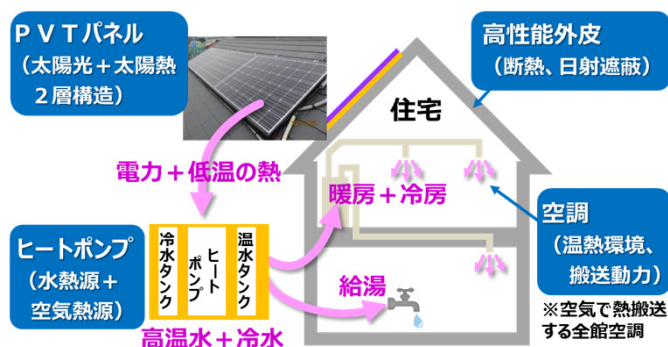 PVTパネル
(太陽光+太陽熱
2層構造)
高性能外皮
(断熱、日射遮蔽)
住宅
電力+低温の熱
暖房+冷房
空調
(温熱環境、
搬送動力)
※空気で熱搬送
する全館空調
ヒートポンプ
(水熱源+
空気熱源)
冷水タンク
ヒートポンプ
温水タンク
給湯
高温水+冷水